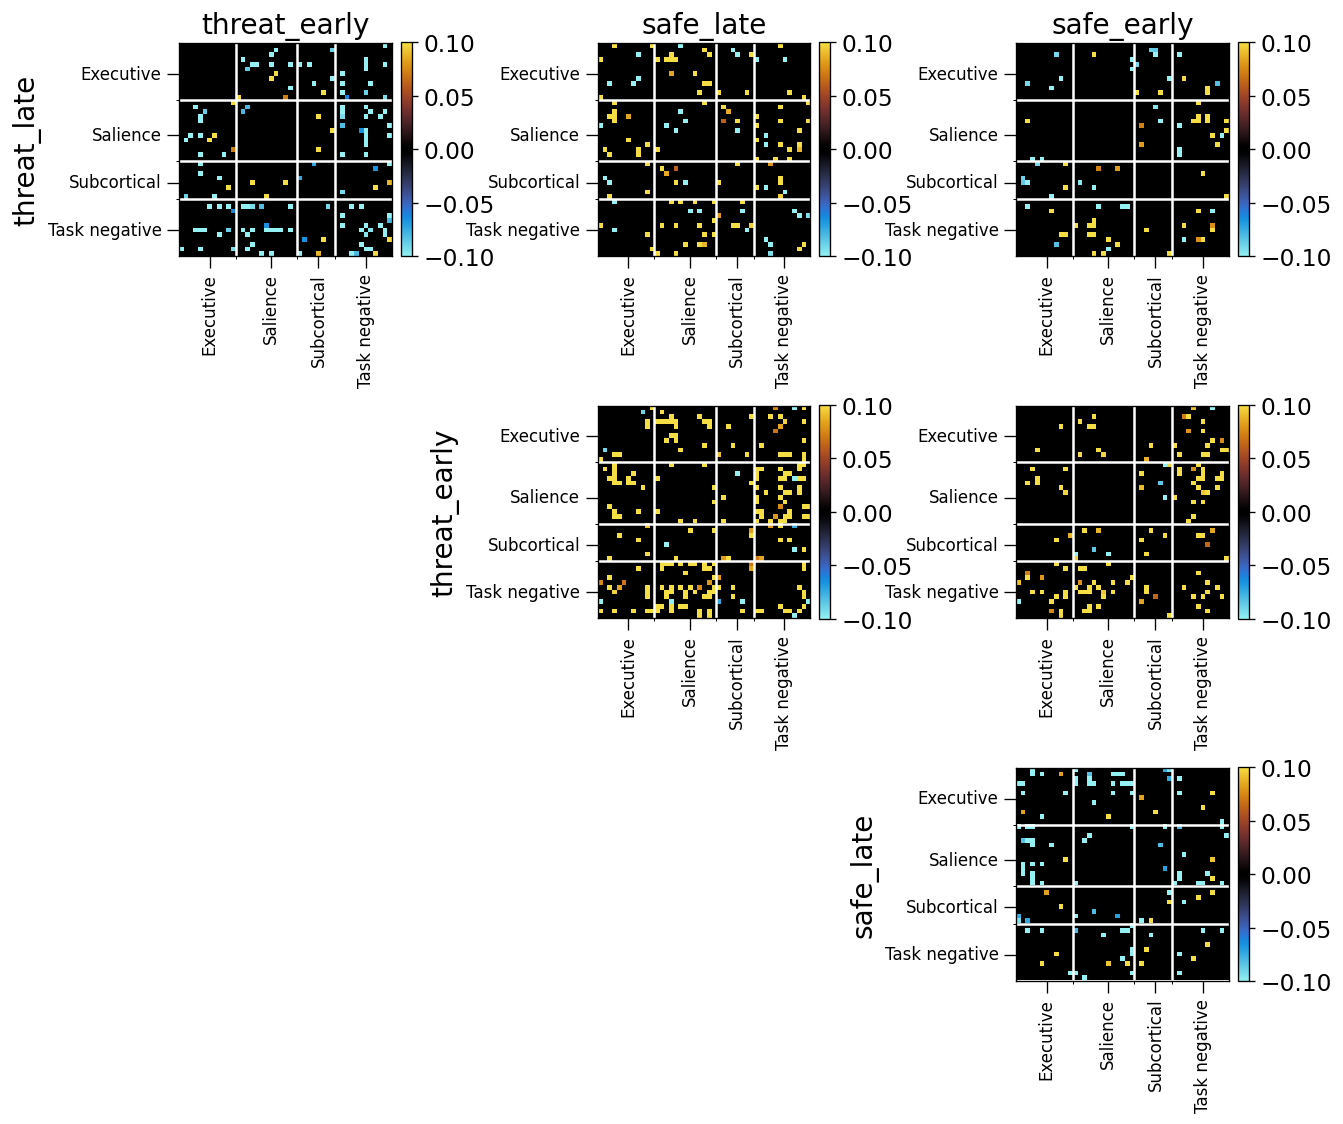 threat_early
safe_late
safe_early
threat_late
Executive
Salience
Subcortical
Task negative
0.10
0.05
0.00
−0.05
−0.10
Executive
Salience
Subcortical
Task negative
Executive
Salience
Subcortical
Task negative
0.10
0.05
0.00
−0.05
−0.10
Executive
Salience
Subcortical
Task negative
Executive
Salience
Subcortical
Task negative
0.10
0.05
0.00
−0.05
−0.10
Executive
Salience
Subcortical
Task negative
threat_early
Executive
Salience
Subcortical
Task negative
0.10
0.05
0.00
−0.05
−0.10
Executive
Salience
Subcortical
Task negative
Executive
Salience
Subcortical
Task negative
0.10
0.05
0.00
−0.05
−0.10
Executive
Salience
Subcortical
Task negative
safe_late
Executive
Salience
Subcortical
Task negative
0.10
0.05
0.00
−0.05
−0.10
Executive
Salience
Subcortical
Task negative